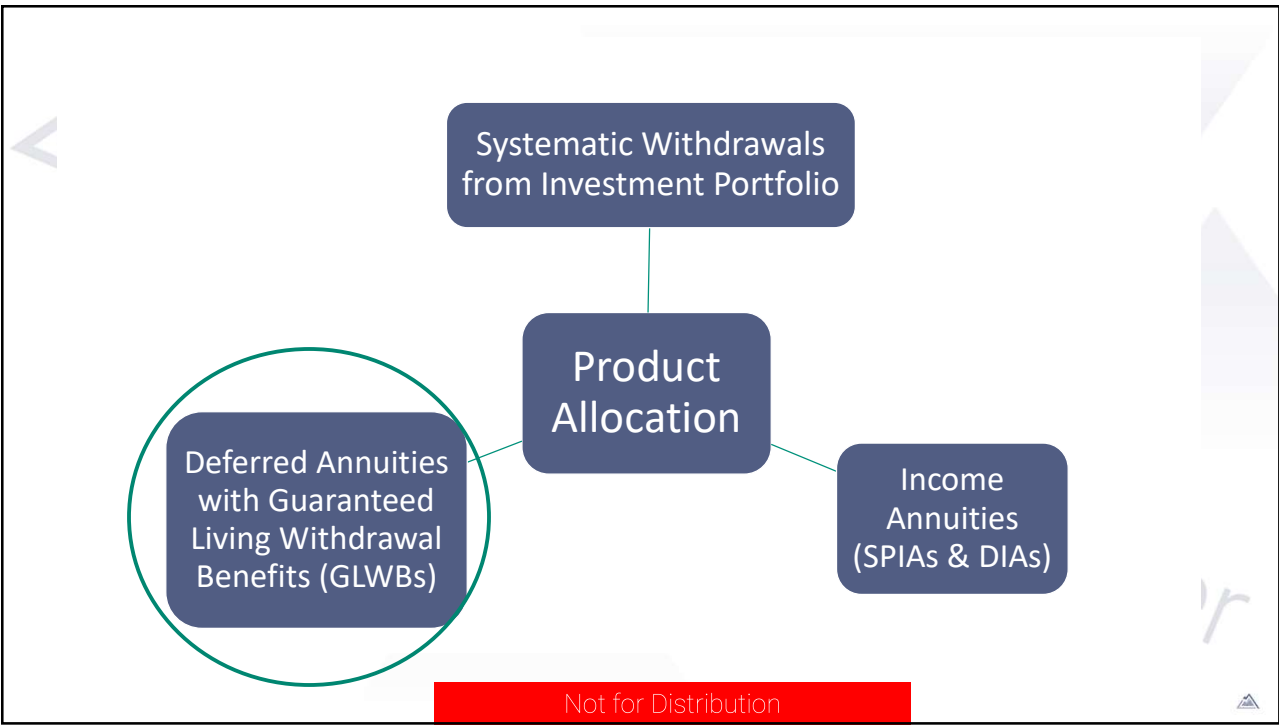 Systematic Withdrawals
from Investment Portfolio
Product
Allocation
Deferred Annuities
with Guaranteed
Living Withdrawal
Benefits (GLWBs)
Income
Annuities
(SPIAs & DIAs)
Not for Distribution